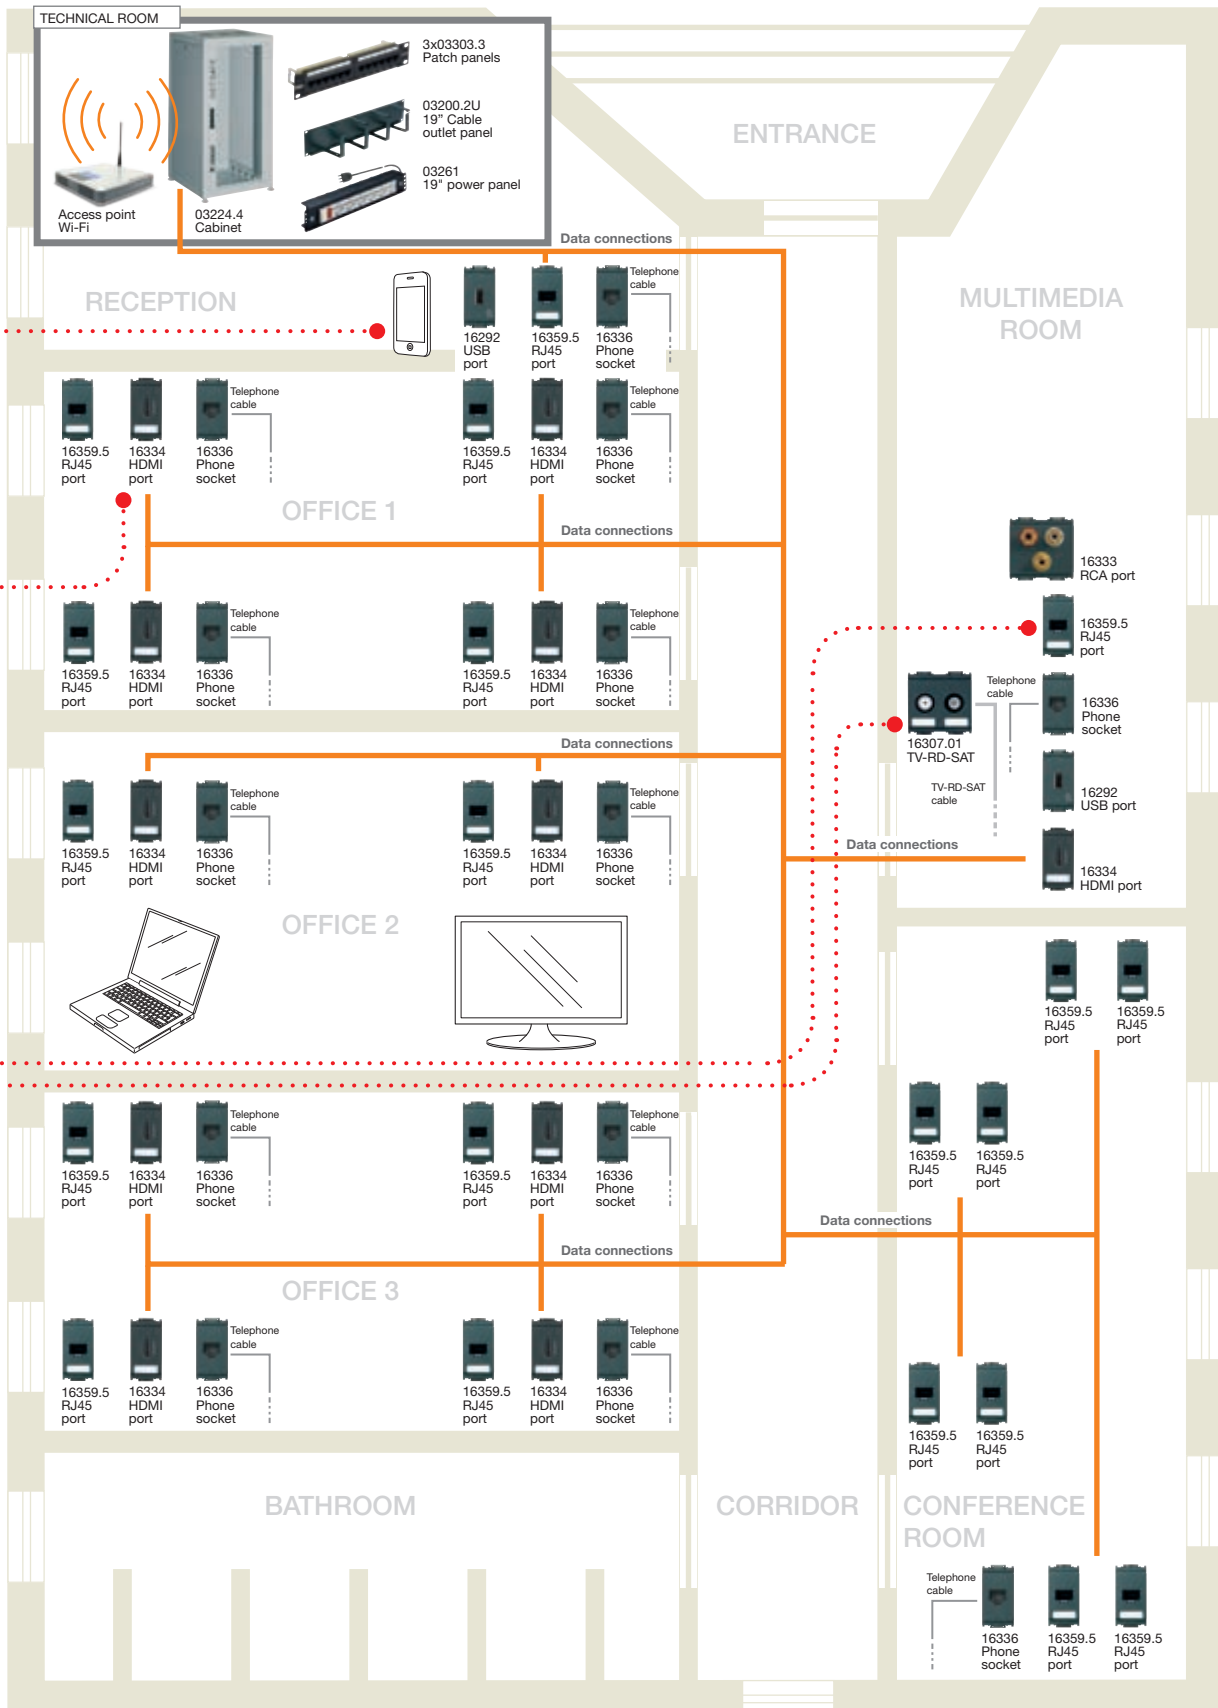 TECHNICAL ROOM
3x03303.3
Patch panels
03200.2U
19” Cable
outlet panel
03261
19" power panel
Access point
Wi-Fi
03224.4
Cabinet
ENTRANCE
Data connections
RECEPTION
Telephone
cable
16292
USB
port
16359.5
RJ45
port
16336
Phone
socket
MULTIMEDIA
ROOM
Telephone
cable
Telephone
cable
16359.5
RJ45
port
16334
HDMI
port
16336
Phone
socket
16359.5
RJ45
port
16334
HDMI
port
16336
Phone
socket
OFFICE 1
Data connections
Telephone
cable
Telephone
cable
16359.5
RJ45
port
16334
HDMI
port
16336
Phone
socket
16359.5
RJ45
port
16334
HDMI
port
16336
Phone
socket
16333
RCA port
16359.5
RJ45
port
Telephone
cable
16336
Phone
socket
16307.01
TV-RD-SAT
TV-RD-SAT
cable
16292
USB port
Data connections
16334
HDMI port
Data connections
Telephone
cable
Telephone
cable
16359.5
RJ45
port
16334
HDMI
port
16336
Phone
socket
16359.5
RJ45
port
16334
HDMI
port
16336
Phone
socket
OFFICE 2
16359.5
RJ45
port
16359.5
RJ45
port
Telephone
cable
Telephone
cable
16359.5
RJ45
port
16334
HDMI
port
16336
Phone
socket
16359.5
RJ45
port
16334
HDMI
port
16336
Phone
socket
16359.5
RJ45
port
16359.5
RJ45
port
Data connections
Data connections
OFFICE 3
Telephone
cable
Telephone
cable
16359.5
RJ45
port
16334
HDMI
port
16336
Phone
socket
16359.5
RJ45
port
16334
HDMI
port
16336
Phone
socket
16359.5
RJ45
port
16359.5
RJ45
port
BATHROOM
CORRIDOR
CONFERENCE
ROOM
Telephone
cable
16336
Phone
socket
16359.5
RJ45
port
16359.5
RJ45
port